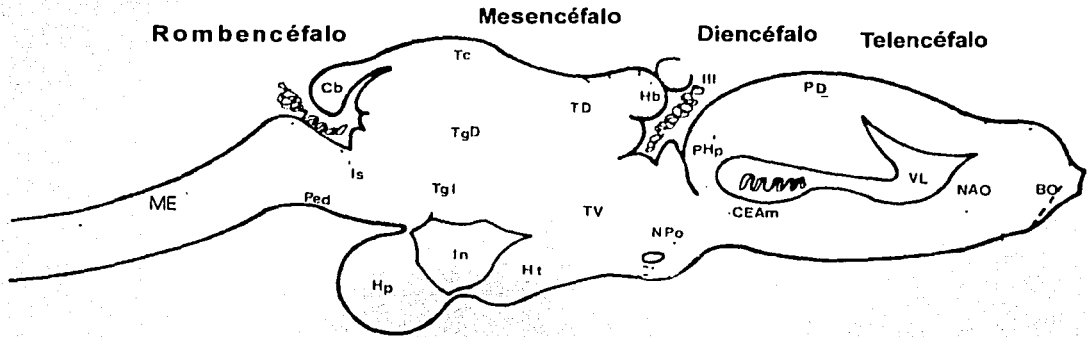 Mesencéfalo
Rombencéfalo
Diencéfalo
Telencéfalo
Tc
Cb
TD
Hb
III
PD
TgD
PHp
Is
VL
NAO
BO
ME
Ped
TgI
TV
CEAm
NPo
In
Ht
Hp